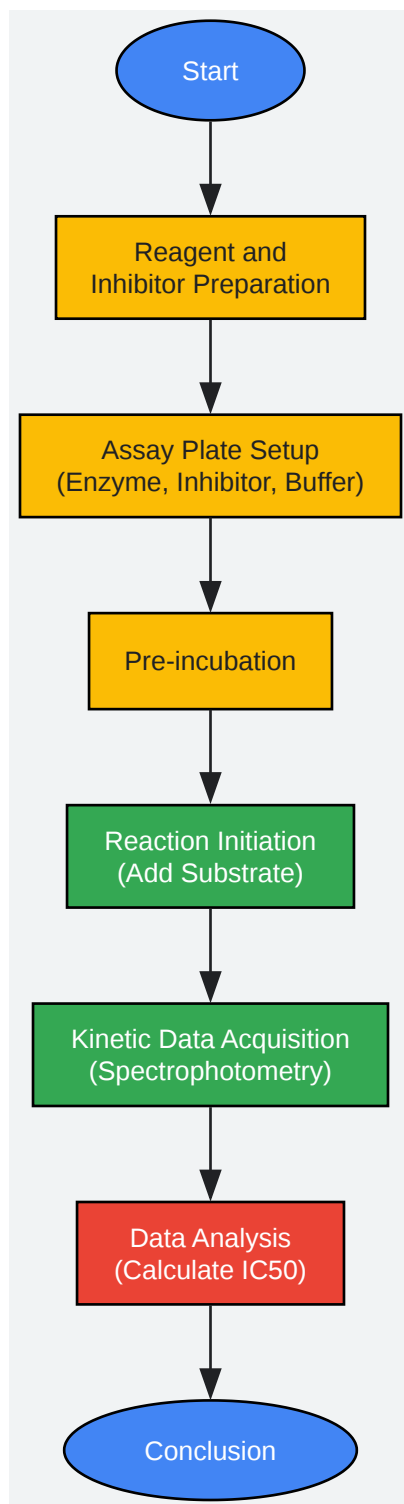 Start
Reagent and
Inhibitor Preparation
Assay Plate Setup
(Enzyme, Inhibitor, Buffer)
Pre-incubation
Reaction Initiation
(Add Substrate)
Kinetic Data Acquisition
(Spectrophotometry)
Data Analysis
(Calculate IC50)
Conclusion